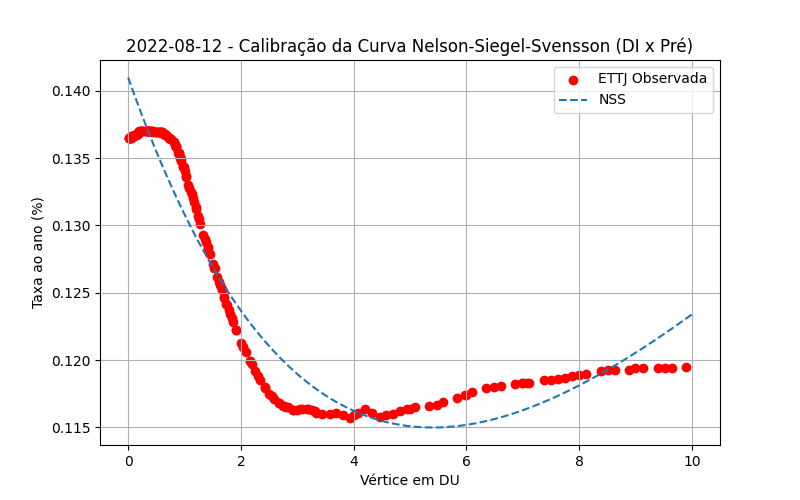 2022-08-12 - Calibração da Curva Nelson-Siegel-Svensson (DI x Pré)
ETTJ Observada
NSS
Taxa ao ano (%)
0.140
0.135
0.130
0.125
0.120
0.115
0
2
4
6
8
10
Vértice em DU